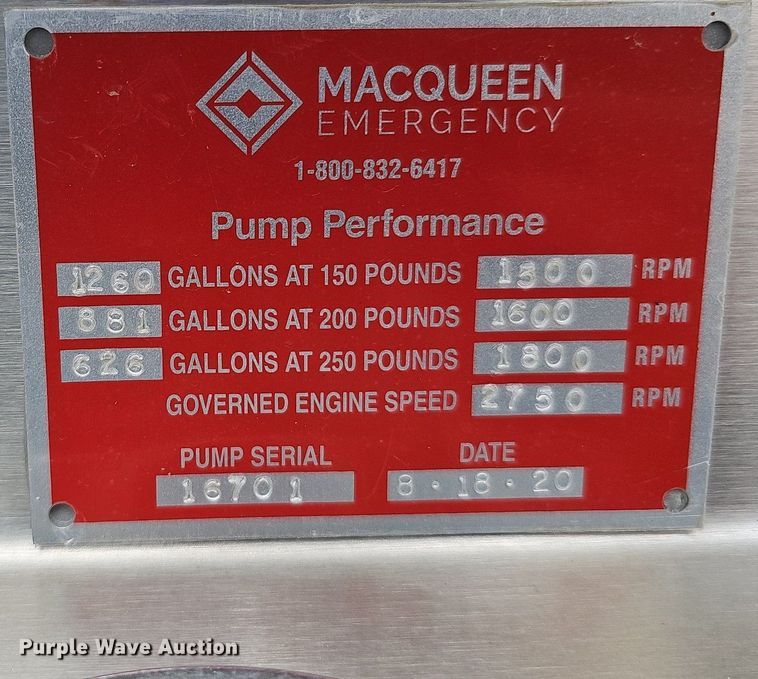 MACQUEEN
EMERGENCY
1-800-832-6417
Pump Performance
1260 GALLONS AT 150 POUNDS 1500 RPM
881 GALLONS AT 200 POUNDS 1600 RPM
626 GALLONS AT 250 POUNDS 1800 RPM
GOVERNED ENGINE SPEED 2750 RPM
PUMP SERIAL DATE
16701 8·18·20
Purple Wave Auction